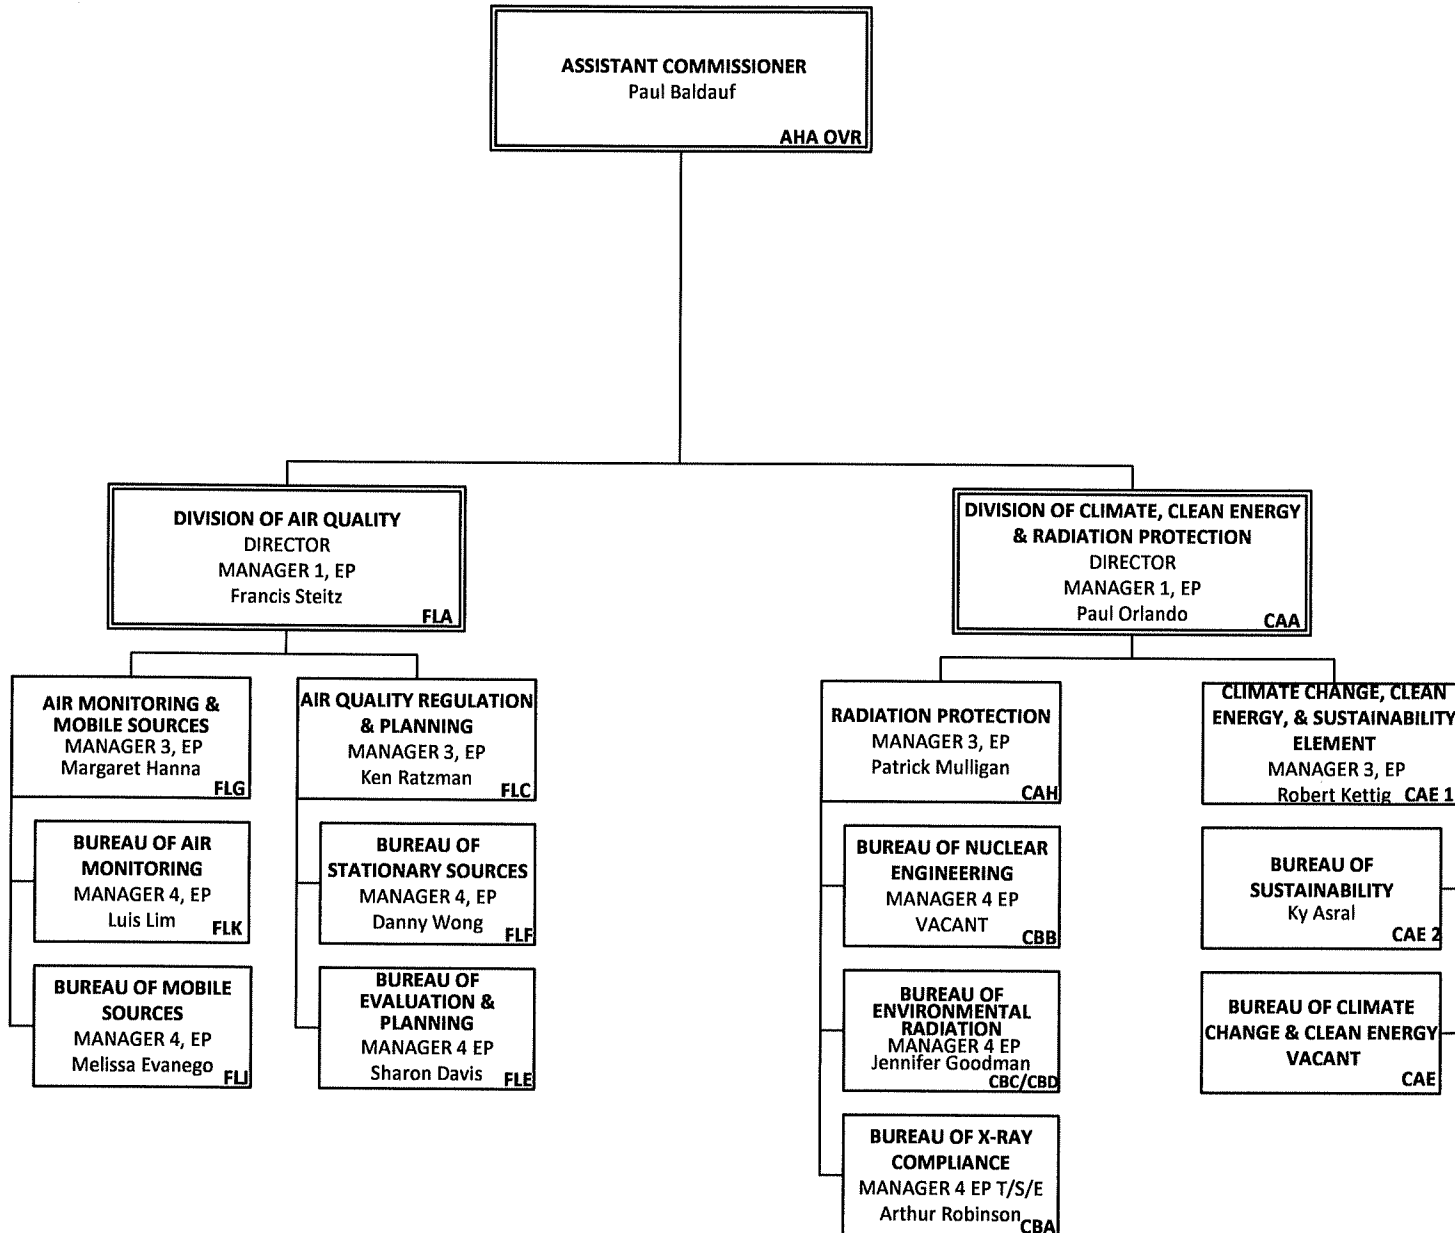 ASSISTANT COMMISSIONER
Paul Baldauf
AHA OVR
DIVISION OF AIR QUALITY
DIRECTOR
MANAGER 1, EP
Francis Steitz
FLA
DIVISION OF CLIMATE, CLEAN ENERGY
& RADIATION PROTECTION
DIRECTOR
MANAGER 1, EP
Paul Orlando
CAA
AIR MONITORING &
MOBILE SOURCES
MANAGER 3, EP
Margaret Hanna
FLG
AIR QUALITY REGULATION
& PLANNING
MANAGER 3, EP
Ken Ratzman
FLC
RADIATION PROTECTION
MANAGER 3, EP
Patrick Mulligan
CAH
CLIMATE CHANGE, CLEAN
ENERGY, & SUSTAINABILITY
ELEMENT
MANAGER 3, EP
Robert Kettig CAE 1
BUREAU OF AIR
MONITORING
MANAGER 4, EP
Luis Lim
FLK
BUREAU OF
STATIONARY SOURCES
MANAGER 4, EP
Danny Wong
FLF
BUREAU OF NUCLEAR
ENGINEERING
MANAGER 4 EP
VACANT
CBB
BUREAU OF
SUSTAINABILITY
Ky Asral
CAE 2
BUREAU OF MOBILE
SOURCES
MANAGER 4, EP
Melissa Evanego
FLJ
BUREAU OF
EVALUATION &
PLANNING
MANAGER 4 EP
Sharon Davis
FLE
BUREAU OF
ENVIRONMENTAL
RADIATION
MANAGER 4 EP
Jennifer Goodman
CBC/CBD
BUREAU OF CLIMATE
CHANGE & CLEAN ENERGY
VACANT
CAE
BUREAU OF X-RAY
COMPLIANCE
MANAGER 4 EP T/S/E
Arthur Robinson
CBA